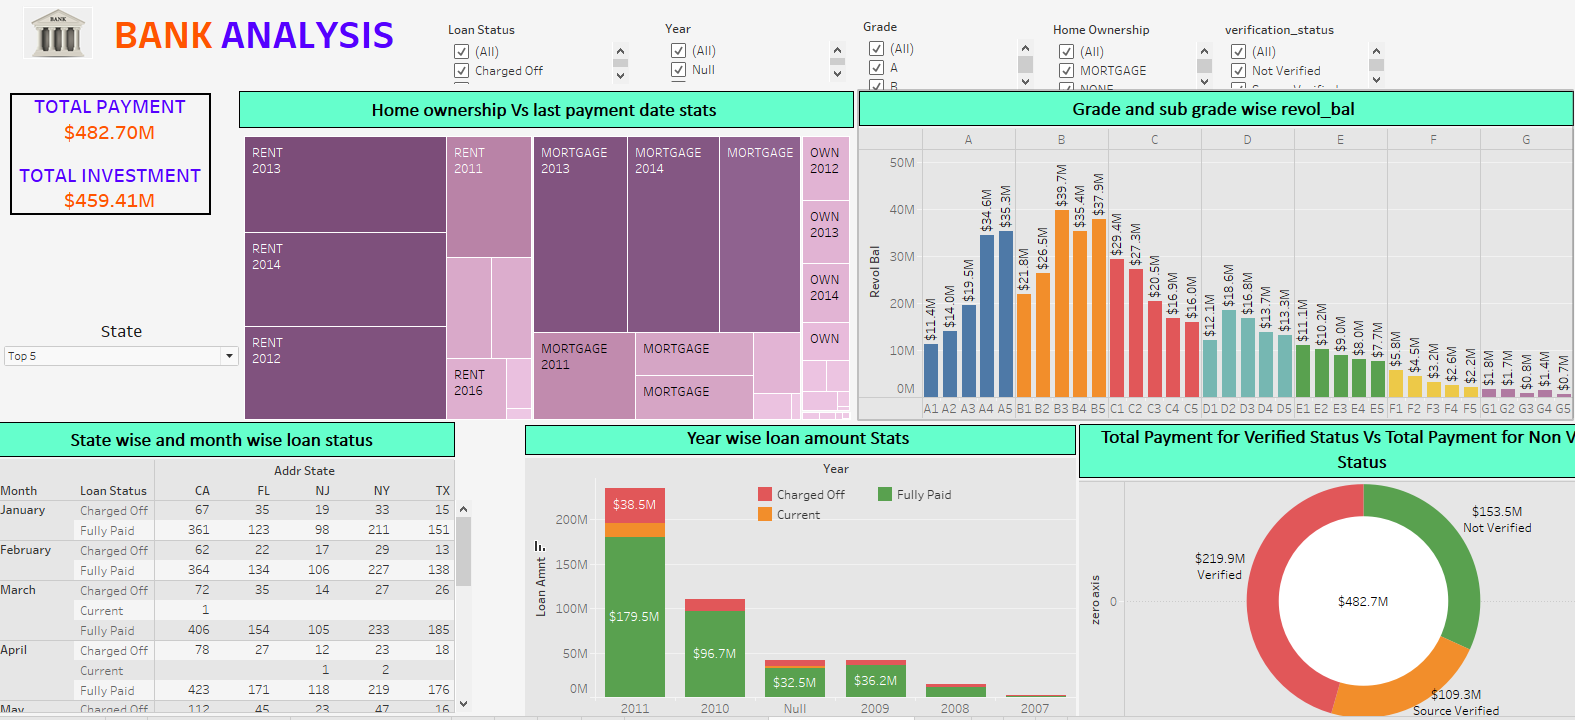 BANK ANALYSIS
Loan Status
(All)
Charged Off
Year
(All)
Null
Grade
(All)
A
B
Home Ownership
(All)
MORTGAGE
NONE
verification_status
(All)
Not Verified
TOTAL PAYMENT
$482.70M
TOTAL INVESTMENT
$459.41M
State
Top 5
Home ownership Vs last payment date stats
RENT
2013
RENT
2014
RENT
2012
RENT
2011
RENT
2016
MORTGAGE
2013
MORTGAGE
2014
MORTGAGE
MORTGAGE
2011
MORTGAGE
MORTGAGE
OWN
2012
OWN
2013
OWN
2014
OWN
Grade and sub grade wise revol_bal
A B C D E F G
Revol Bal
50M
40M
30M
20M
10M
0M
$11.4M $14.0M $19.5M $34.6M $35.3M $21.8M $26.5M $39.7M $35.4M $37.9M $29.4M $27.3M $20.5M $16.9M $16.0M $12.1M $18.6M $16.8M $13.7M $13.3M $11.1M $10.2M $9.0M $8.0M $7.7M $5.8M $4.5M $3.2M $2.6M $2.2M $1.8M $1.7M $0.8M $1.4M $0.7M
A1 A2 A3 A4 A5 B1 B2 B3 B4 B5 C1 C2 C3 C4 C5 D1 D2 D3 D4 D5 E1 E2 E3 E4 E5 F1 F2 F3 F4 F5 G1 G2 G3 G4 G5
State wise and month wise loan status
Addr State
Month Loan Status CA FL NJ NY TX
January Charged Off 67 35 19 33 15
Fully Paid 361 123 98 211 151
February Charged Off 62 22 17 29 13
Fully Paid 364 134 106 227 138
March Charged Off 72 35 14 27 26
Current 1
Fully Paid 406 154 105 233 185
April Charged Off 78 27 12 23 18
Current 1 2
Fully Paid 423 171 118 219 176
May Charged Off 112 45 23 47 16
Year wise loan amount Stats
Year
Charged Off
Fully Paid
Current
Loan Amnt
200M
150M
100M
50M
0M
$38.5M
$179.5M
$96.7M
$32.5M
$36.2M
2011 2010 Null 2009 2008 2007
Total Payment for Verified Status Vs Total Payment for Non V
Status
zero axis
0
$153.5M
Not Verified
$219.9M
Verified
$482.7M
$109.3M
Source Verified